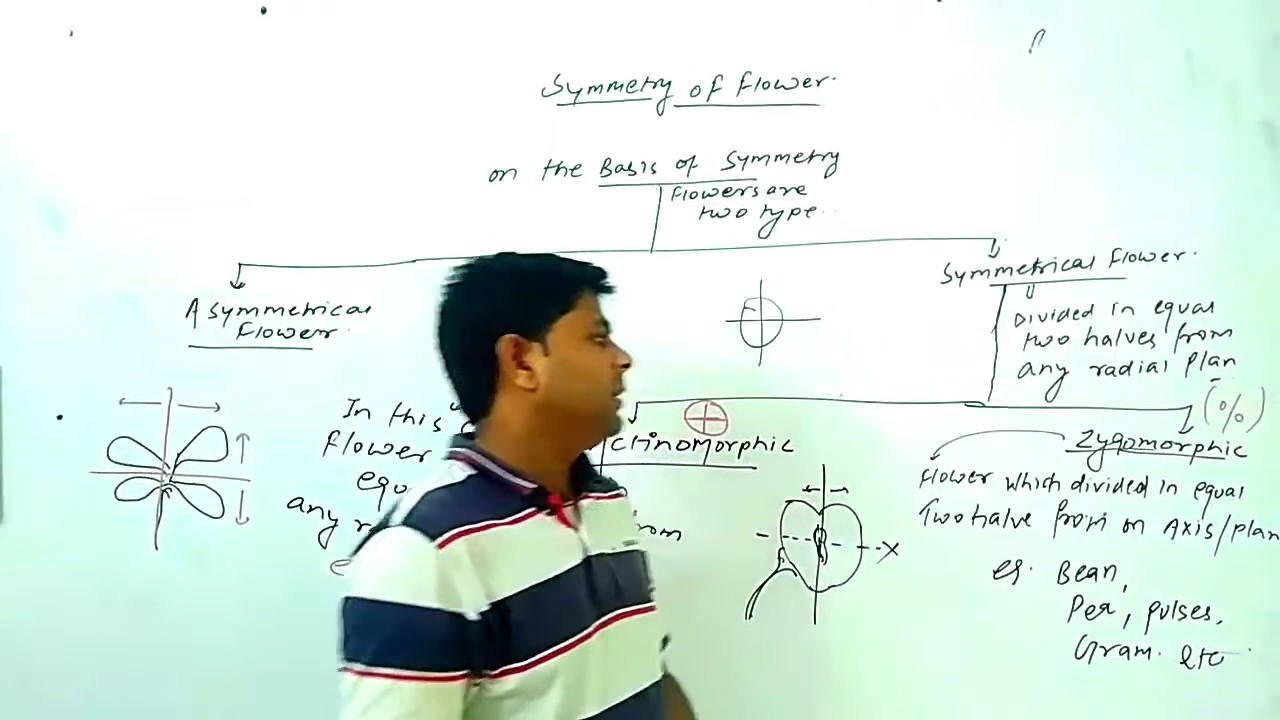 Symmetry of flower.
on the Basis of Symmetry
flowers are
two type..
Asymmetrical
flower.
Symmetrical flower.
Divided in equal
two halves from
any radial plan
In this
flower
equ
any r
from
e
Ctinomorphic
(%)
Zygomorphic
flower which divided in equal
Two halve from on Axis/plan
eg. Bean,
Pea, pulses,
Gram. etc